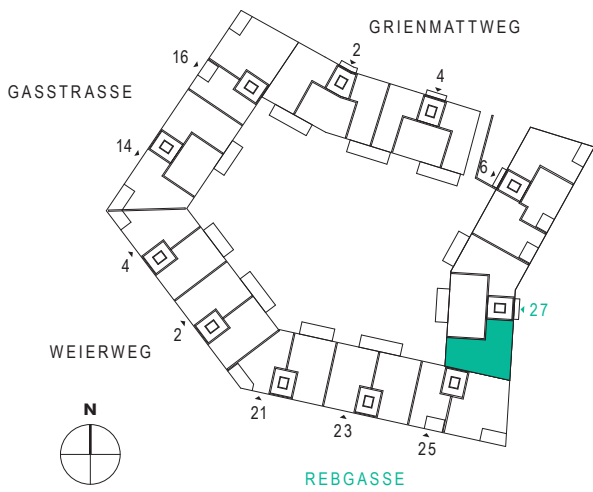 GRIENMATTWEG
2
16
4
GASSTRASSE
14
6
4
27
2
WEIERWEG
21
23
25
N
REBGASSE